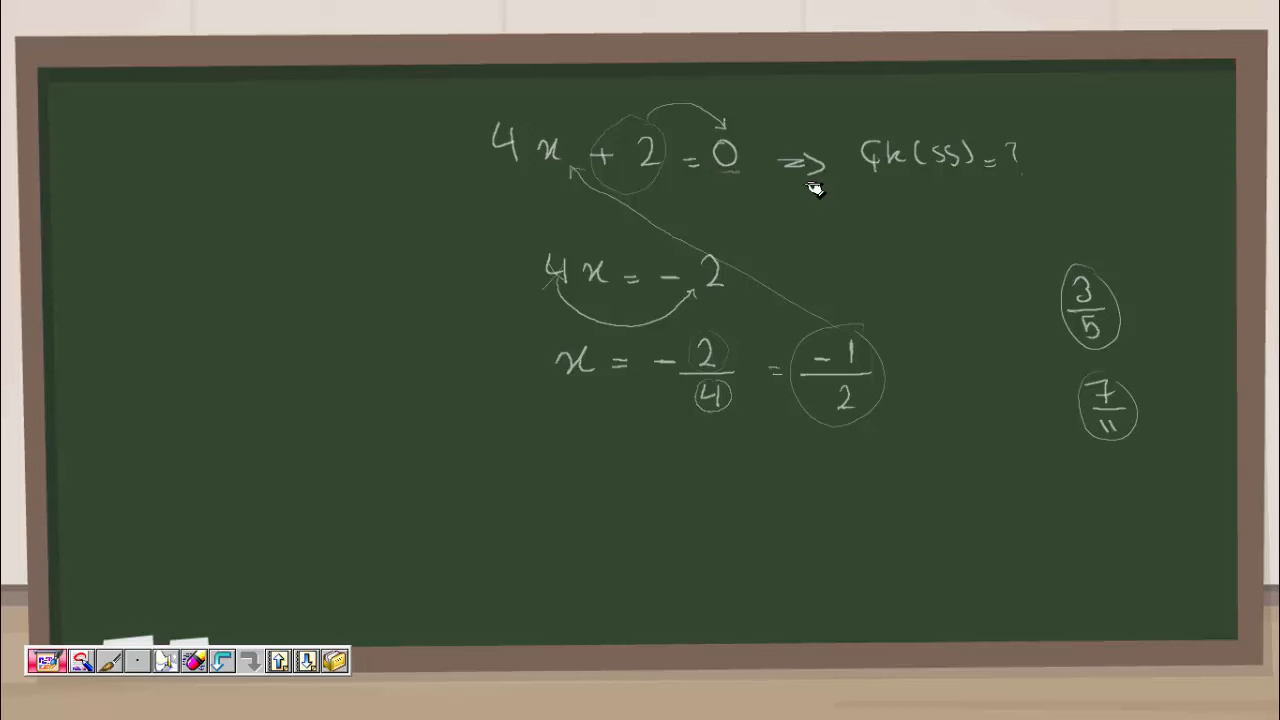 4x + 2 = 0 => Çk(SS) = ?
4x = - 2
x = - 2/4 = -1/2
3/5
7/11